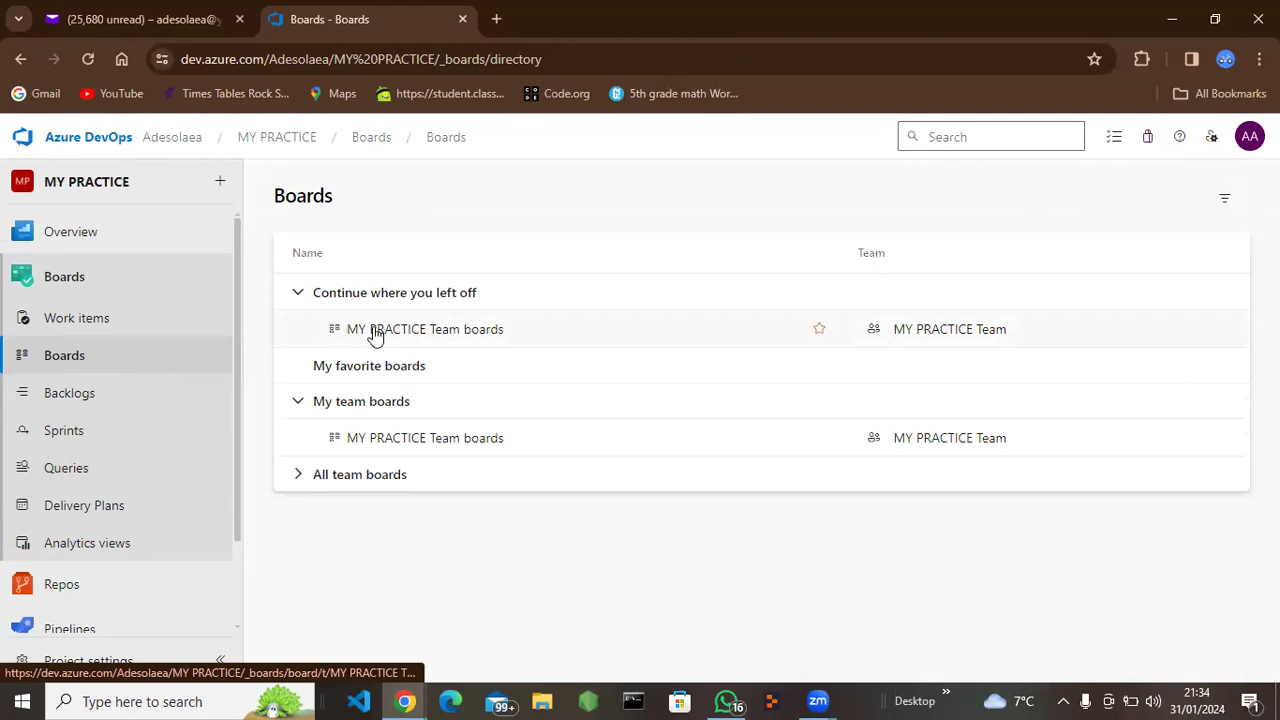 (25,680 unread) – adesolaea@y
Boards - Boards
dev.azure.com/Adesolaea/MY%20PRACTICE/_boards/directory
Gmail
YouTube
Times Tables Rock S...
Maps
https://student.class...
Code.org
5th grade math Wor...
All Bookmarks
Azure DevOps Adesolaea / MY PRACTICE / Boards / Boards
Search
AA
MP MY PRACTICE
Overview
Boards
Work items
Boards
Backlogs
Sprints
Queries
Delivery Plans
Analytics views
Repos
Pipelines
Project settings
Boards
Name Team
Continue where you left off
MY PRACTICE Team boards MY PRACTICE Team
My favorite boards
My team boards
MY PRACTICE Team boards MY PRACTICE Team
All team boards
https://dev.azure.com/Adesolaea/MY PRACTICE/_boards/board/t/MY PRACTICE T...
Type here to search
99+
16
zm
Desktop
7°C
21:34
31/01/2024
1